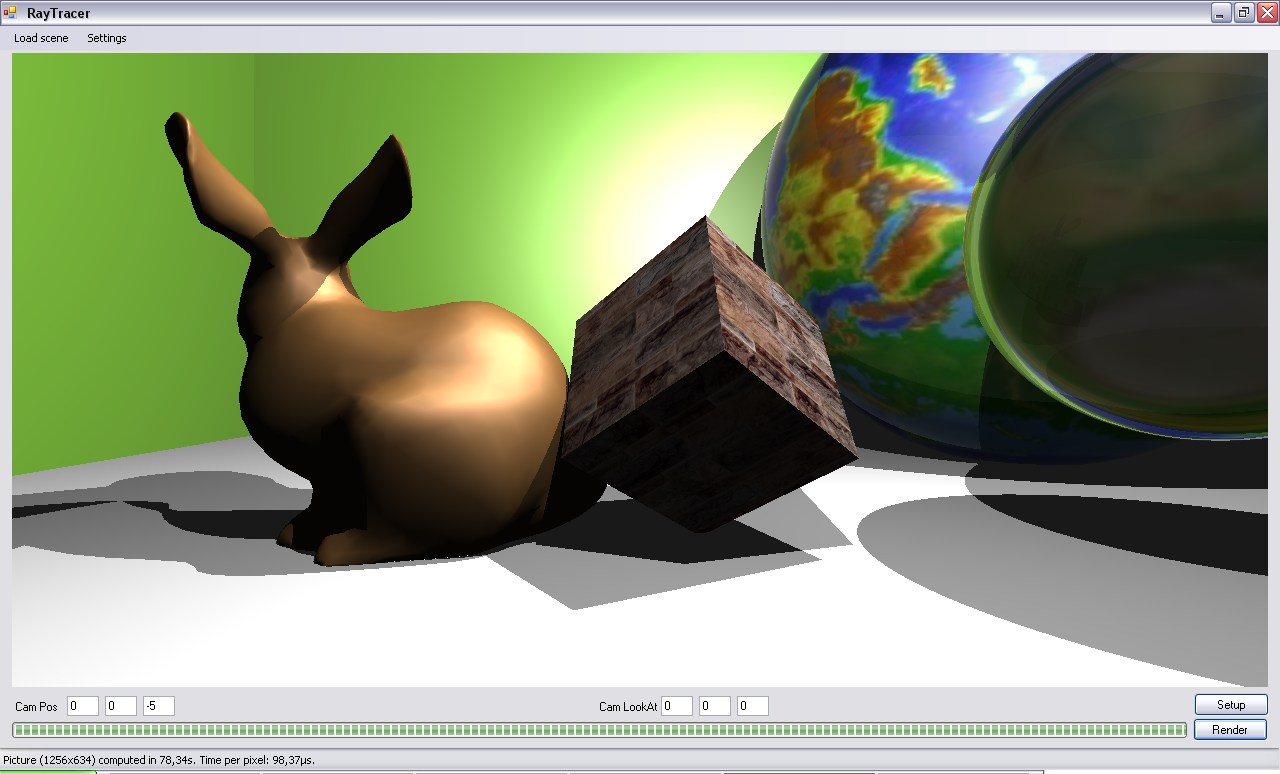 RayTracer
Load scene Settings
Cam Pos 0 0 -5 Cam LookAt 0 0 0 Setup
Render
Picture (1256x634) computed in 78,34s. Time per pixel: 98,37µs.